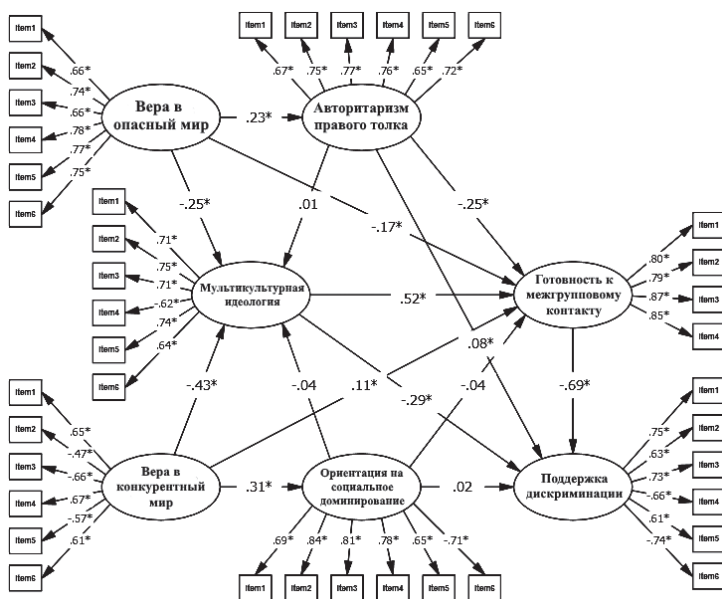 Item1
Item2
Item3
Item4
Item5
Item6
.66*
.74*
.66*
.78*
.77*
.75*
Вера в
опасный мир
.23*
Item1
Item2
Item3
Item4
Item5
Item6
.67*
.75*
.77*
.76*
.65*
.72*
Авторитаризм
правого толка
-.25*
.01
-.17*
-.25*
Item1
Item2
Item3
Item4
Item5
Item6
.71*
.75*
.71*
-.62*
.74*
.64*
Мультикультурная
идеология
.52*
Готовность к
межгрупповому
контакту
.80*
.79*
.87*
.85*
Item1
Item2
Item3
Item4
-.43*
-.04
.11*
-.29*
-.04
.08*
-.69*
Item1
Item2
Item3
Item4
Item5
Item6
.65*
-.47*
-.66*
.67*
-.57*
.61*
Вера в
конкурентный
мир
.31*
Ориентация на
социальное
доминирование
.02
Поддержка
дискриминации
.75*
.63*
.73*
-.66*
.61*
-.74*
Item1
Item2
Item3
Item4
Item5
Item6
.69*
.84*
.81*
.78*
.65*
-.71*
Item1
Item2
Item3
Item4
Item5
Item6